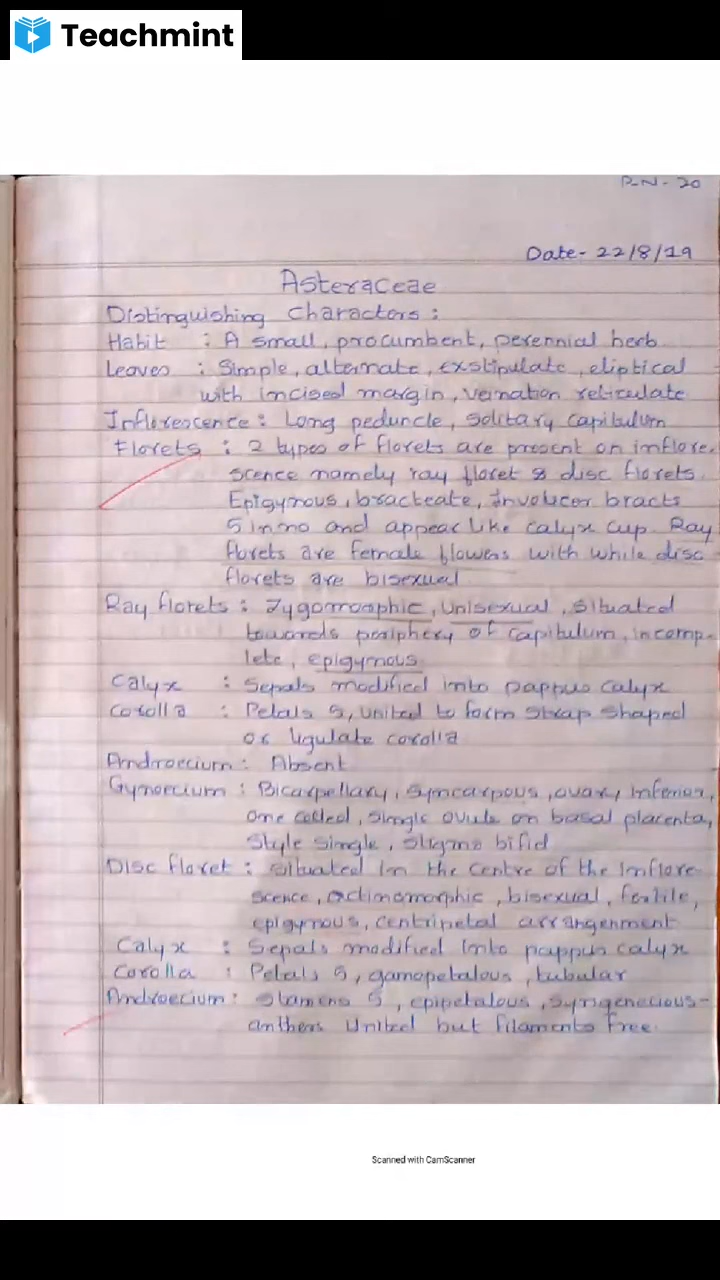 Teachmint
P.N - 20
Date- 22/8/19
Asteraceae
Distinguishing Charactors :
Habit : A small, procumbent, perennial herb
Leaves : Simple, alternate, exstipulate, eliptical
with incised margin, venation reticulate
Inflorescence : Long peduncle, solitary capitulum
Florets : 2 types of florets are present on inflore-
scence namely ray floret & disc florets.
Epigynous, bracteate, Involucer bracts
5 in no and appear like calyx cup. Ray
florets are female flowers with while disc
florets are bisexual
Ray florets : Zygomorphic, Unisexual, situated
towards periphery of capitulum, incomp-
lete, epigynous
Calyx : Sepals modified into pappus calyx
Corolla : Petals 5, united to form strap shaped
or ligulate corolla
Androecium : Absent
Gynoecium : Bicarpellary, syncarpous, ovary inferior,
one celled, single ovule on basal placenta,
style single, stigma bifid
Disc floret : Situated in the centre of the inflore-
scence, actinomorphic, bisexual, fertile,
epigynous, centripetal arrangenment
Calyx : Sepals modified into pappus calyx
Corolla : Petals 5, gamopetalous, tubular
Androecium : Stamens 5, epipetalous, syngenecious-
anthers United but filaments free.
Scanned with CamScanner